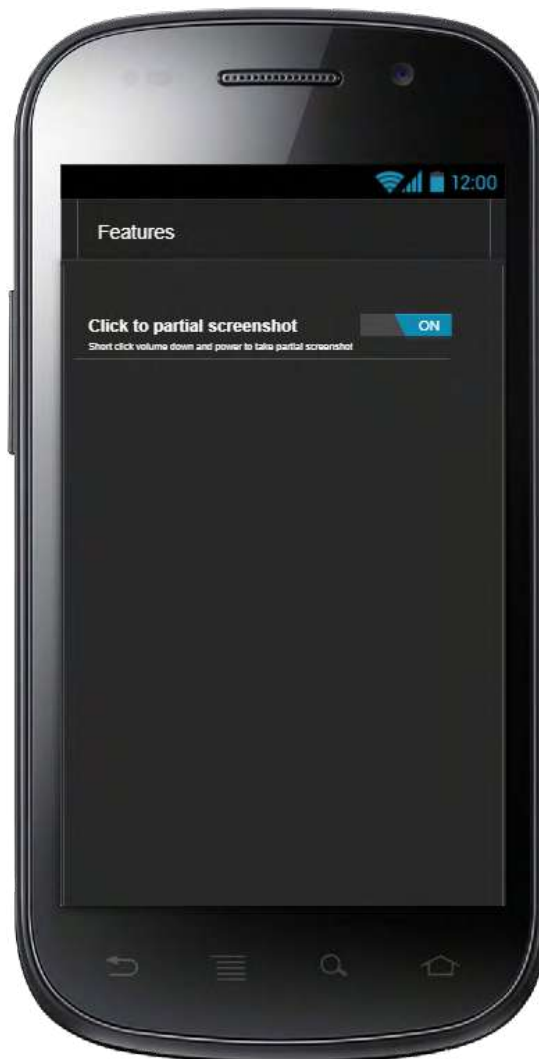 12:00
Features
Click to partial screenshot
ON
Short click volume down and power to take partial screenshot